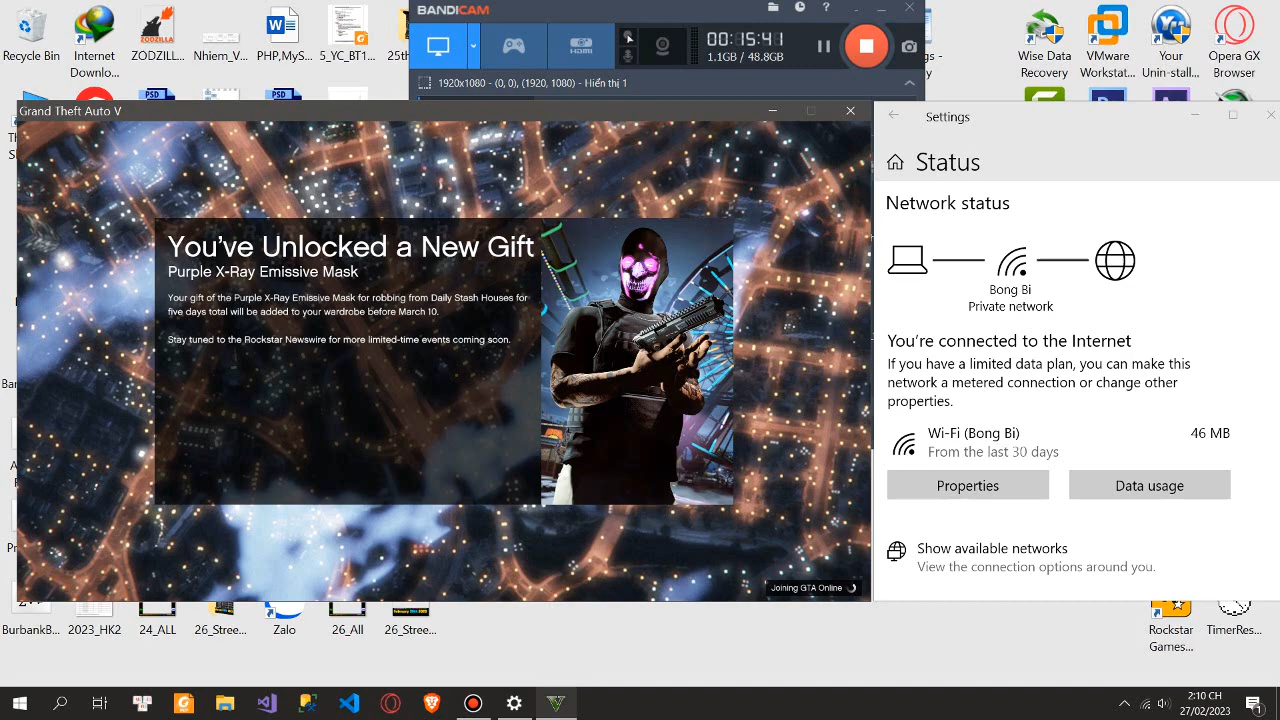 BANDICAM
HDMI
00:15:41
1.1GB / 48.8GB
1920x1080 - (0, 0), (1920, 1080) - Hiển thị 1
Recycle Bin
Internet
Downlo...
ZODZILLA
ZODZILL...
Nhiem_V...
PHP,MyS...
5_YC_BT1...
25th
Wise Data
Recovery
VMware
Workstat...
Your
Unin-stall...
Opera GX
Browser
PSD
PSD
Grand Theft Auto V
You've Unlocked a New Gift
Purple X-Ray Emissive Mask
Your gift of the Purple X-Ray Emissive Mask for robbing from Daily Stash Houses for
five days total will be added to your wardrobe before March 10.
Stay tuned to the Rockstar Newswire for more limited-time events coming soon.
Joining GTA Online
Settings
Status
Network status
Bong Bi
Private network
You're connected to the Internet
If you have a limited data plan, you can make this
network a metered connection or change other
properties.
Wi-Fi (Bong Bi)
46 MB
From the last 30 days
Properties
Data usage
Show available networks
View the connection options around you.
BurbankB...
2023_HK2
24_ALL
26_Stree...
Zalo
26_All
26_Stree...
Rockstar
Games...
TimerRes...
2:10 CH
27/02/2023
1